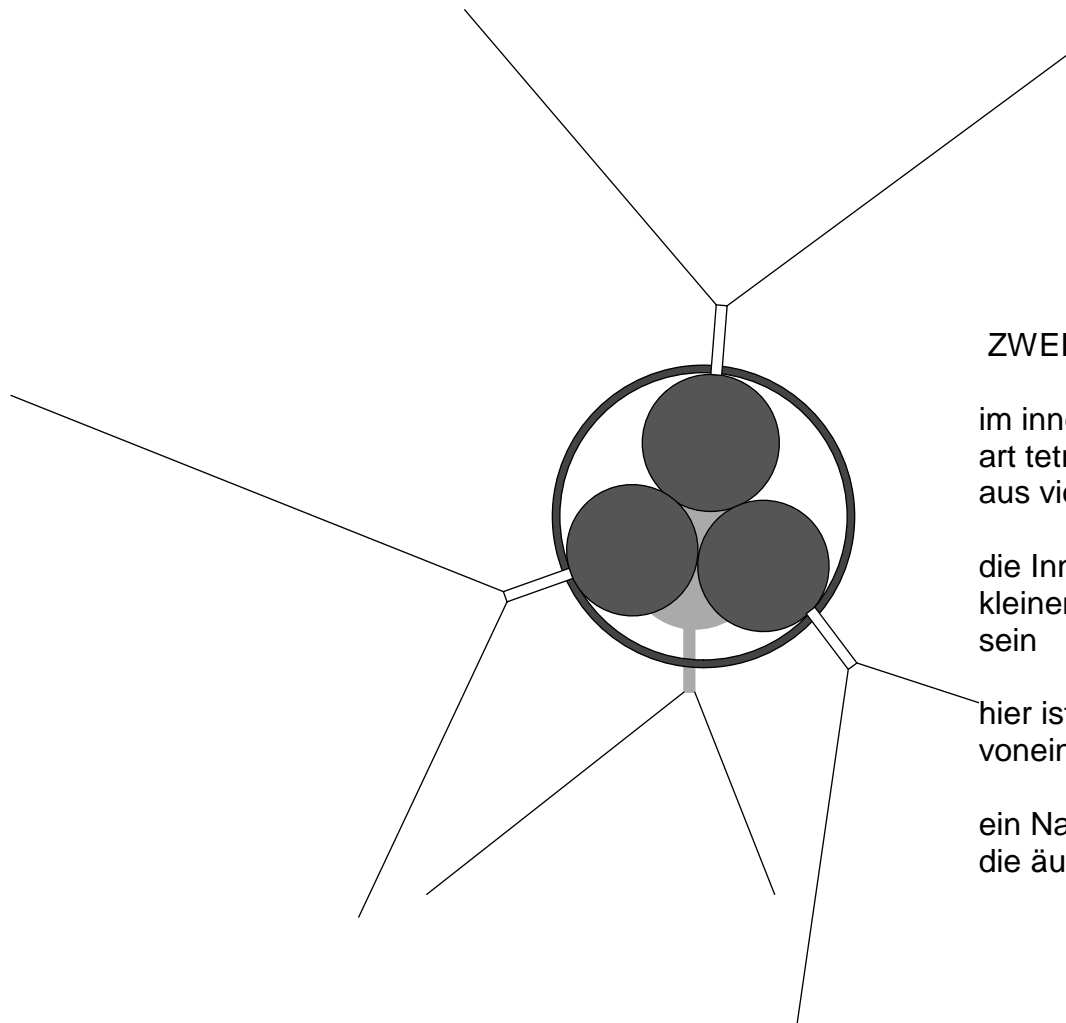 ZWEI
im inne
art tetr
aus vie
die Inn
kleiner
sein
hier ist
vonein
ein Na
die äu